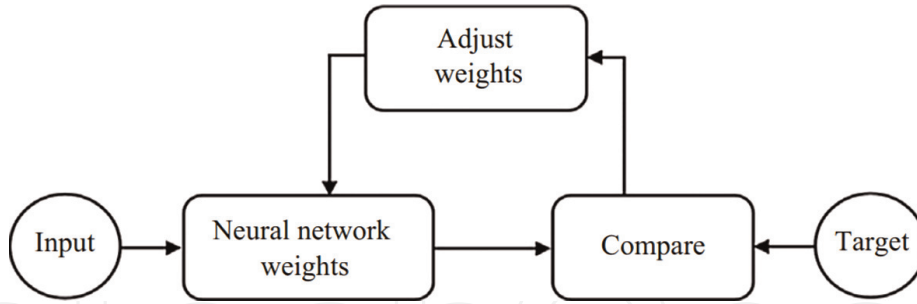 Adjust
weights
Input
Neural network
weights
Compare
Target